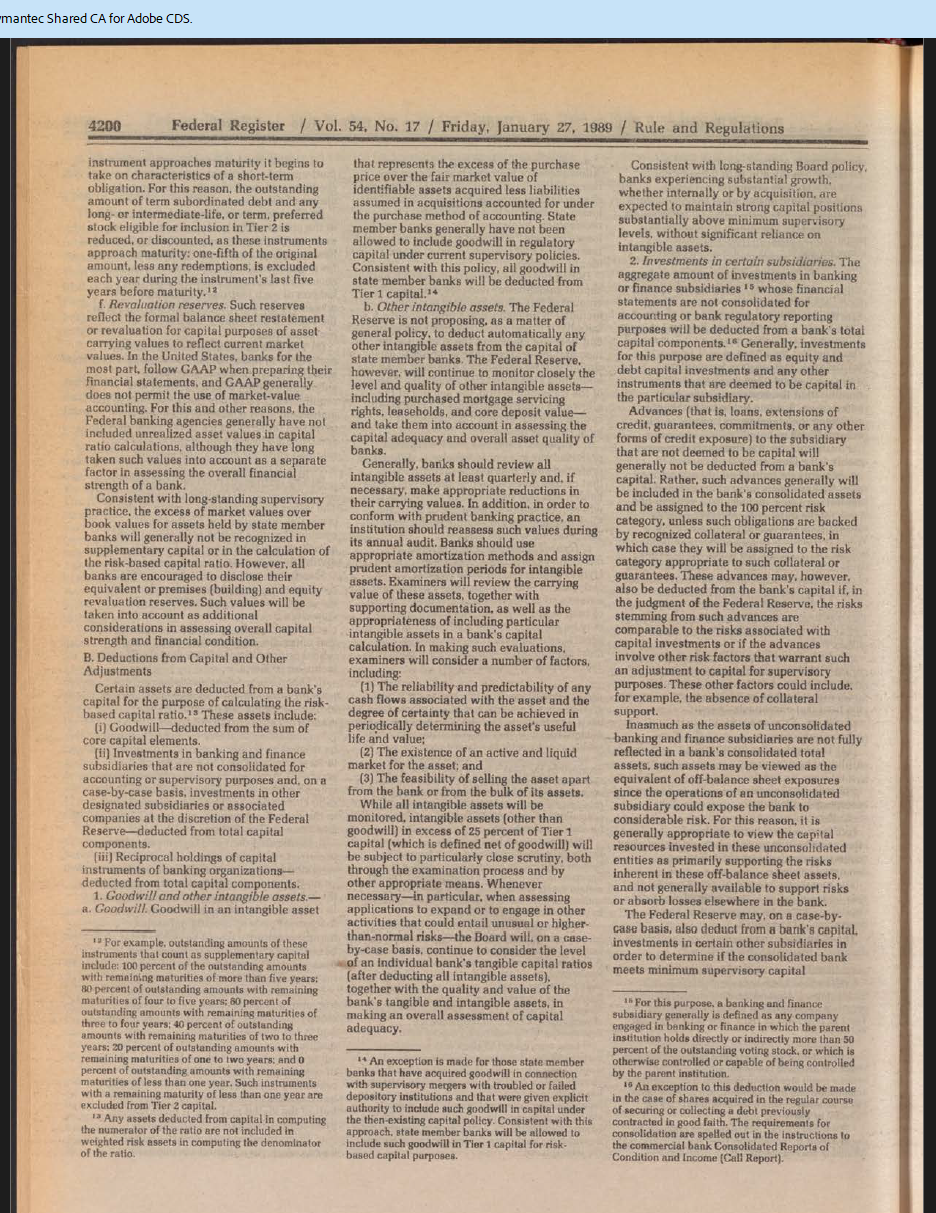 mantec Shared CA for Adobe CDS.
4200 Federal Register / Vol. 54, No. 17 / Friday, January 27, 1989 / Rule and Regulations
instrument approaches maturity it begins to
take on characteristics of a short-term
obligation. For this reason, the outstanding
amount of term subordinated debt and any
long- or intermediate-life, or term, preferred
stock eligible for inclusion in Tier 2 is
reduced, or discounted, as these instruments
approach maturity: one-fifth of the original
amount, less any redemptions, is excluded
each year during the instrument's last five
years before maturity.¹²
f. Revaluation reserves. Such reserves
reflect the formal balance sheet restatement
or revaluation for capital purposes of asset
carrying values to reflect current market
values. In the United States, banks for the
most part, follow GAAP when preparing their
financial statements, and GAAP generally
does not permit the use of market-value
accounting. For this and other reasons, the
Federal banking agencies generally have not
included unrealized asset values in capital
ratio calculations, although they have long
taken such values into account as a separate
factor in assessing the overall financial
strength of a bank.
Consistent with long-standing supervisory
practice, the excess of market values over
book values for assets held by state member
banks will generally not be recognized in
supplementary capital or in the calculation of
the risk-based capital ratio. However, all
banks are encouraged to disclose their
equivalent or premises (building) and equity
revaluation reserves. Such values will be
taken into account as additional
considerations in assessing overall capital
strength and financial condition.
B. Deductions from Capital and Other
Adjustments
Certain assets are deducted from a bank's
capital for the purpose of calculating the risk-
based capital ratio.¹³ These assets include:
(i) Goodwill—deducted from the sum of
core capital elements.
(ii) Investments in banking and finance
subsidiaries that are not consolidated for
accounting or supervisory purposes and, on a
case-by-case basis, investments in other
designated subsidiaries or associated
companies at the discretion of the Federal
Reserve—deducted from total capital
components.
(iii) Reciprocal holdings of capital
instruments of banking organizations—
deducted from total capital components.
1. Goodwill and other intangible assets.—
a. Goodwill. Goodwill in an intangible asset
¹² For example, outstanding amounts of these
instruments that count as supplementary capital
include: 100 percent of the outstanding amounts
with remaining maturities of more than five years;
80 percent of outstanding amounts with remaining
maturities of four to five years; 60 percent of
outstanding amounts with remaining maturities of
three to four years; 40 percent of outstanding
amounts with remaining maturities of two to three
years; 20 percent of outstanding amounts with
remaining maturities of one to two years; and 0
percent of outstanding amounts with remaining
maturities of less than one year. Such instruments
with a remaining maturity of less than one year are
excluded from Tier 2 capital.
¹³ Any assets deducted from capital in computing
the numerator of the ratio are not included in
weighted risk assets in computing the denominator
of the ratio.
that represents the excess of the purchase
price over the fair market value of
identifiable assets acquired less liabilities
assumed in acquisitions accounted for under
the purchase method of accounting. State
member banks generally have not been
allowed to include goodwill in regulatory
capital under current supervisory policies.
Consistent with this policy, all goodwill in
state member banks will be deducted from
Tier 1 capital.¹⁴
b. Other intangible assets. The Federal
Reserve is not proposing, as a matter of
general policy, to deduct automatically any
other intangible assets from the capital of
state member banks. The Federal Reserve,
however, will continue to monitor closely the
level and quality of other intangible assets—
including purchased mortgage servicing
rights, leaseholds, and core deposit value—
and take them into account in assessing the
capital adequacy and overall asset quality of
banks.
Generally, banks should review all
intangible assets at least quarterly and, if
necessary, make appropriate reductions in
their carrying values. In addition, in order to
conform with prudent banking practice, an
institution should reassess such values during
its annual audit. Banks should use
appropriate amortization methods and assign
prudent amortization periods for intangible
assets. Examiners will review the carrying
value of these assets, together with
supporting documentation, as well as the
appropriateness of including particular
intangible assets in a bank's capital
calculation. In making such evaluations,
examiners will consider a number of factors,
including:
(1) The reliability and predictability of any
cash flows associated with the asset and the
degree of certainty that can be achieved in
periodically determining the asset's useful
life and value;
(2) The existence of an active and liquid
market for the asset; and
(3) The feasibility of selling the asset apart
from the bank or from the bulk of its assets.
While all intangible assets will be
monitored, intangible assets (other than
goodwill) in excess of 25 percent of Tier 1
capital (which is defined net of goodwill) will
be subject to particularly close scrutiny, both
through the examination process and by
other appropriate means. Whenever
necessary—in particular, when assessing
applications to expand or to engage in other
activities that could entail unusual or higher-
than-normal risks—the Board will, on a case-
by-case basis, continue to consider the level
of an individual bank's tangible capital ratios
(after deducting all intangible assets),
together with the quality and value of the
bank's tangible and intangible assets, in
making an overall assessment of capital
adequacy.
¹⁴ An exception is made for those state member
banks that have acquired goodwill in connection
with supervisory mergers with troubled or failed
depository institutions and that were given explicit
authority to include such goodwill in capital under
the then-existing capital policy. Consistent with this
approach, state member banks will be allowed to
include such goodwill in Tier 1 capital for risk-
based capital purposes.
Consistent with long-standing Board policy,
banks experiencing substantial growth,
whether internally or by acquisition, are
expected to maintain strong capital positions
substantially above minimum supervisory
levels, without significant reliance on
intangible assets.
2. Investments in certain subsidiaries. The
aggregate amount of investments in banking
or finance subsidiaries ¹⁵ whose financial
statements are not consolidated for
accounting or bank regulatory reporting
purposes will be deducted from a bank's total
capital components.¹⁶ Generally, investments
for this purpose are defined as equity and
debt capital investments and any other
instruments that are deemed to be capital in
the particular subsidiary.
Advances (that is, loans, extensions of
credit, guarantees, commitments, or any other
forms of credit exposure) to the subsidiary
that are not deemed to be capital will
generally not be deducted from a bank's
capital. Rather, such advances generally will
be included in the bank's consolidated assets
and be assigned to the 100 percent risk
category, unless such obligations are backed
by recognized collateral or guarantees, in
which case they will be assigned to the risk
category appropriate to such collateral or
guarantees. These advances may, however,
also be deducted from the bank's capital if, in
the judgment of the Federal Reserve, the risks
stemming from such advances are
comparable to the risks associated with
capital investments or if the advances
involve other risk factors that warrant such
an adjustment to capital for supervisory
purposes. These other factors could include,
for example, the absence of collateral
support.
Inasmuch as the assets of unconsolidated
banking and finance subsidiaries are not fully
reflected in a bank's consolidated total
assets, such assets may be viewed as the
equivalent of off-balance sheet exposures
since the operations of an unconsolidated
subsidiary could expose the bank to
considerable risk. For this reason, it is
generally appropriate to view the capital
resources invested in these unconsolidated
entities as primarily supporting the risks
inherent in these off-balance sheet assets,
and not generally available to support risks
or absorb losses elsewhere in the bank.
The Federal Reserve may, on a case-by-
case basis, also deduct from a bank's capital,
investments in certain other subsidiaries in
order to determine if the consolidated bank
meets minimum supervisory capital
¹⁵ For this purpose, a banking and finance
subsidiary generally is defined as any company
engaged in banking or finance in which the parent
institution holds directly or indirectly more than 50
percent of the outstanding voting stock, or which is
otherwise controlled or capable of being controlled
by the parent institution.
¹⁶ An exception to this deduction would be made
in the case of shares acquired in the regular course
of securing or collecting a debt previously
contracted in good faith. The requirements for
consolidation are spelled out in the instructions to
the commercial bank Consolidated Reports of
Condition and Income (Call Report).